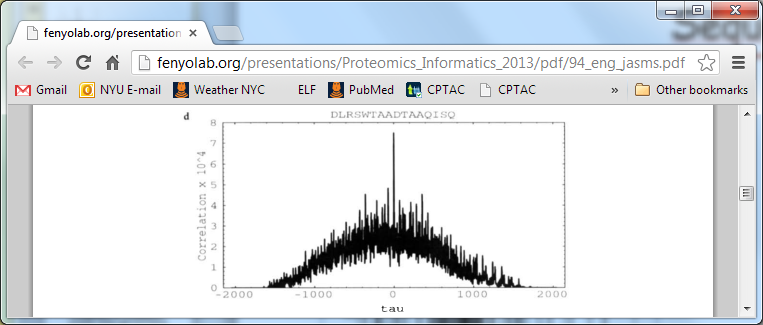 Sequ
fenyolab.org/presentation
fenyolab.org/presentations/Proteomics_Informatics_2013/pdf/94_eng_jasms.pdf
Gmail NYU E-mail Weather NYC ELF PubMed CPTAC CPTAC » Other bookmarks
d DLRSWTAADTAAQISQ
8
7
6
5
4
3
2
1
0
Correlation x 10^4
-2000 -1000 0 1000 2000
tau